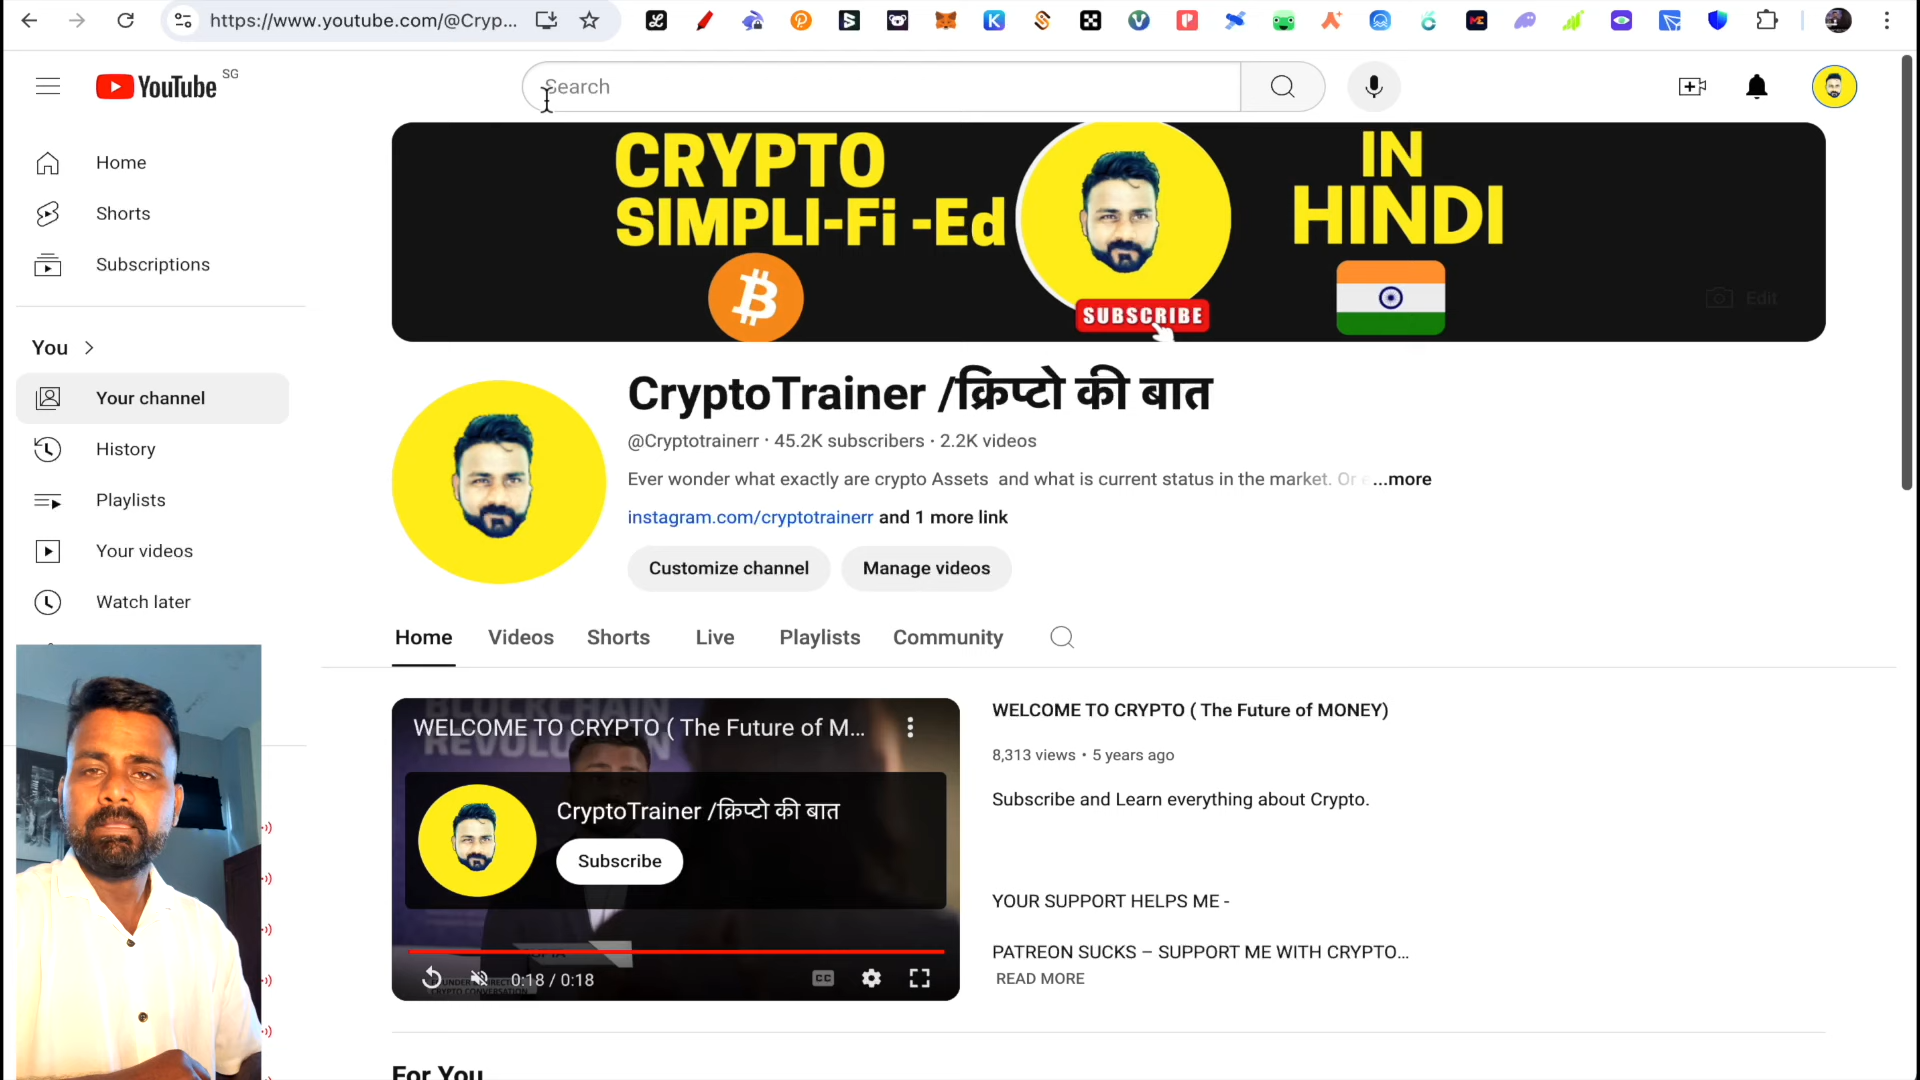 https://www.youtube.com/@Cryp...
YouTube SG
Search
Home
Shorts
Subscriptions
You
Your channel
History
Playlists
Your videos
Watch later
CRYPTO
SIMPLI-Fi -Ed
SUBSCRIBE
IN
HINDI
Edit
CryptoTrainer /क्रिप्टो की बात
@Cryptotrainerr · 45.2K subscribers · 2.2K videos
Ever wonder what exactly are crypto Assets and what is current status in the market. Or e ...more
instagram.com/cryptotrainerr and 1 more link
Customize channel
Manage videos
Home
Videos
Shorts
Live
Playlists
Community
BLOCKCHAIN
REVOLUTION
WELCOME TO CRYPTO ( The Future of M...
CryptoTrainer /क्रिप्टो की बात
Subscribe
0:18 / 0:18
CC
CRYPTO CONVERSATION
WELCOME TO CRYPTO ( The Future of MONEY)
8,313 views • 5 years ago
Subscribe and Learn everything about Crypto.
YOUR SUPPORT HELPS ME -
PATREON SUCKS – SUPPORT ME WITH CRYPTO...
READ MORE
For You